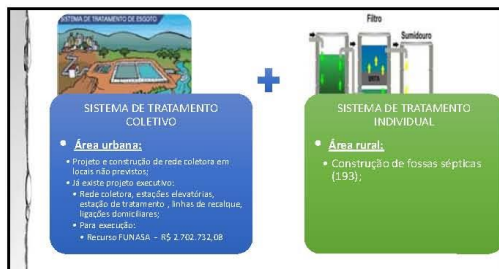 SISTEMA DE TRATAMENTO DE ESGOTO
Filtro
Sumidouro
SISTEMA DE TRATAMENTO
COLETIVO
• Área urbana:
• Projeto e construção de rede coletora em
locais não previstos;
• Já existe projeto executivo:
• Rede coletora, estações elevatórias,
estação de tratamento , linhas de recalque,
ligações domiciliares;
• Para execução:
• Recurso FUNASA – R$ 2.702.732,08
SISTEMA DE TRATAMENTO
INDIVIDUAL
• Área rural:
• Construção de fossas sépticas
(193);